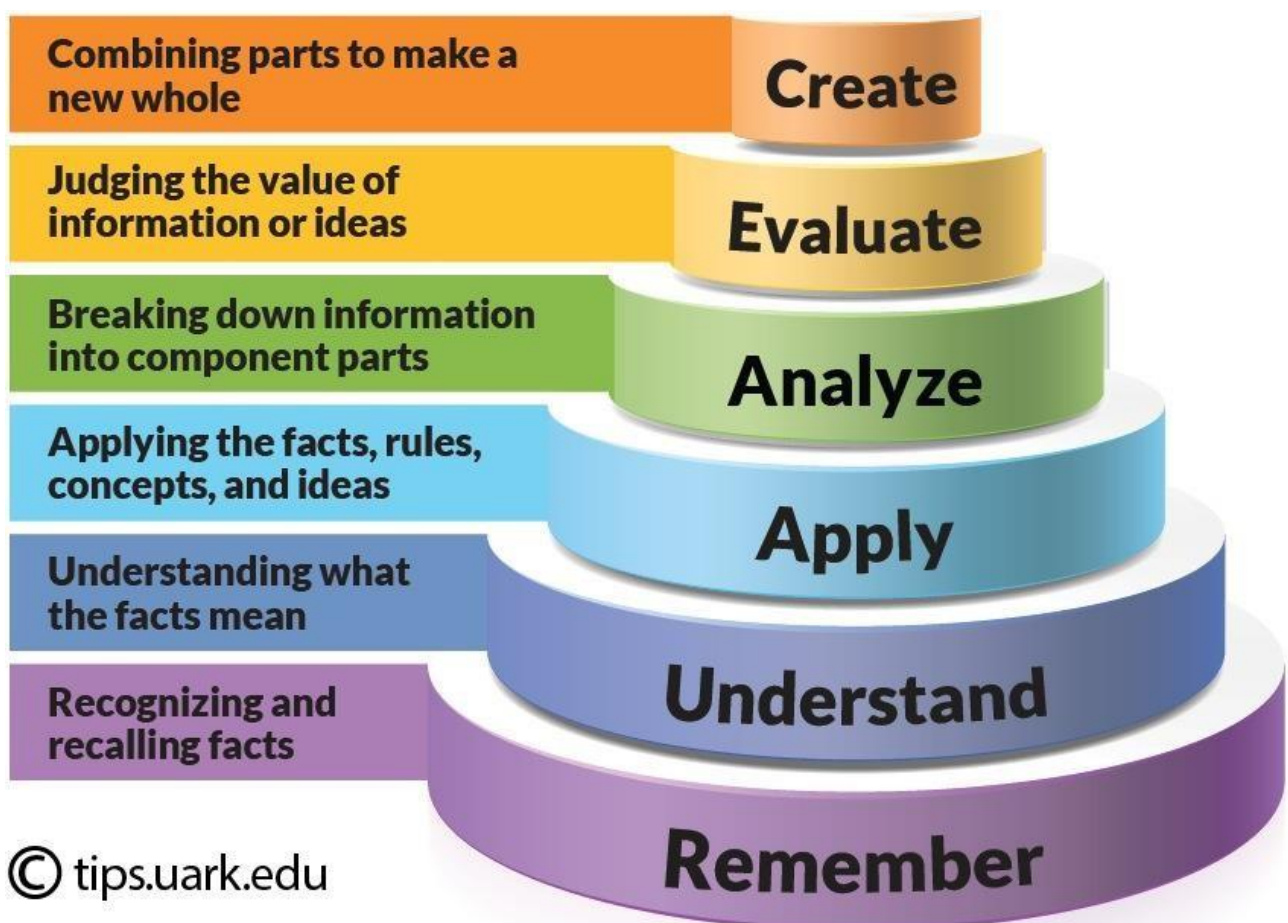 Combining parts to make a
new whole
Create
Judging the value of
information or ideas
Evaluate
Breaking down information
into component parts
Analyze
Applying the facts, rules,
concepts, and ideas
Apply
Understanding what
the facts mean
Understand
Recognizing and
recalling facts
Remember
© tips.uark.edu